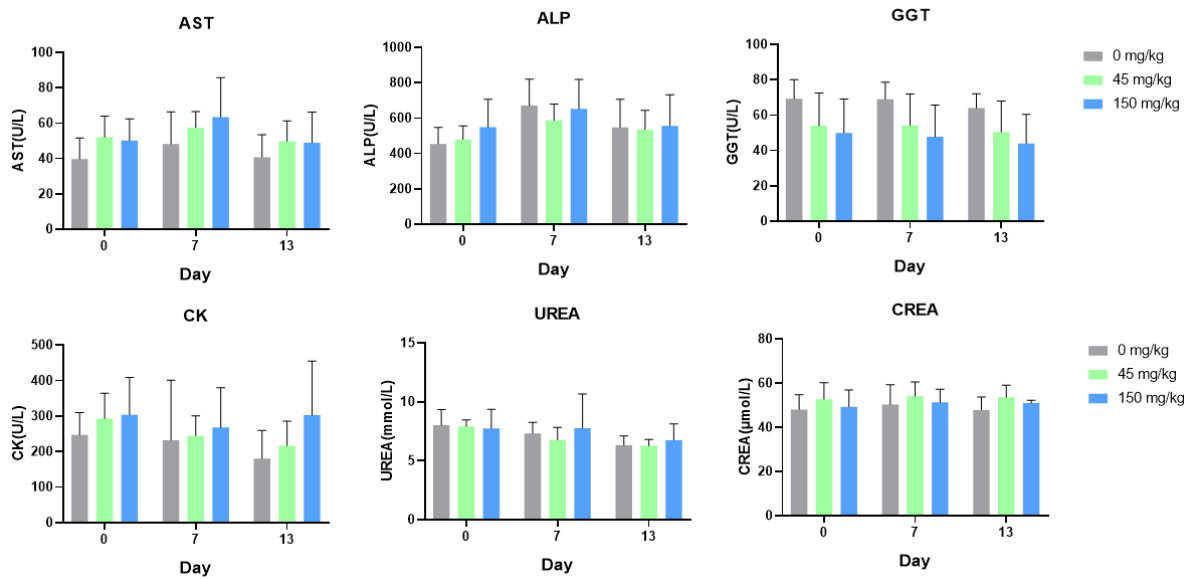 AST
ALP
GGT
AST(U/L)
100
80
60
40
20
0
0 7 13
Day
ALP(U/L)
1000
800
600
400
200
0
0 7 13
Day
GGT(U/L)
100
80
60
40
20
0
0 7 13
Day
0 mg/kg
45 mg/kg
150 mg/kg
CK
UREA
CREA
CK(U/L)
500
400
300
200
100
0
0 7 13
Day
UREA(mmol/L)
15
10
5
0
0 7 13
Day
CREA(μmol/L)
80
60
40
20
0
0 7 13
Day
0 mg/kg
45 mg/kg
150 mg/kg